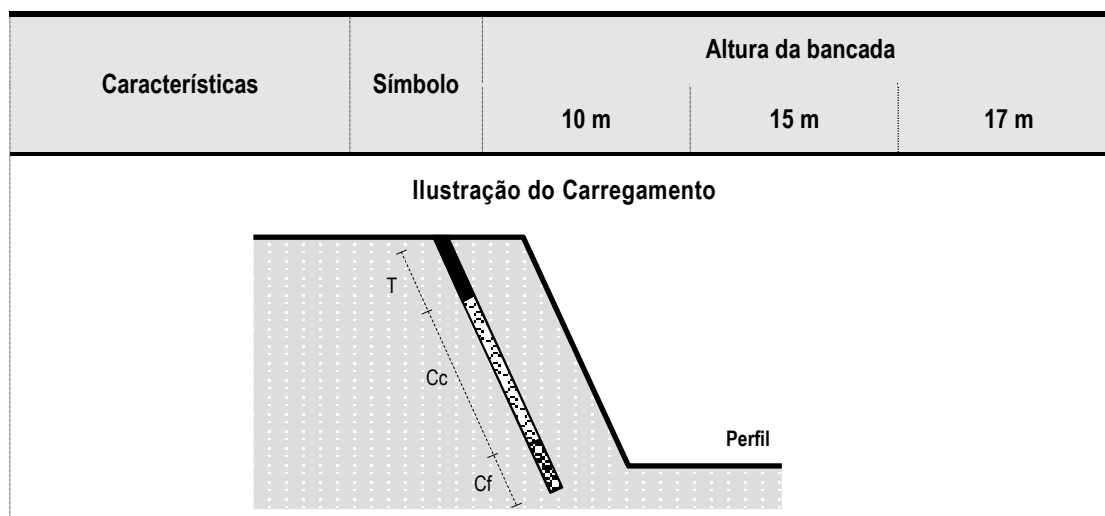 Características Símbolo Altura da bancada
10 m 15 m 17 m
Ilustração do Carregamento
T
Cc
Perfil
Cf